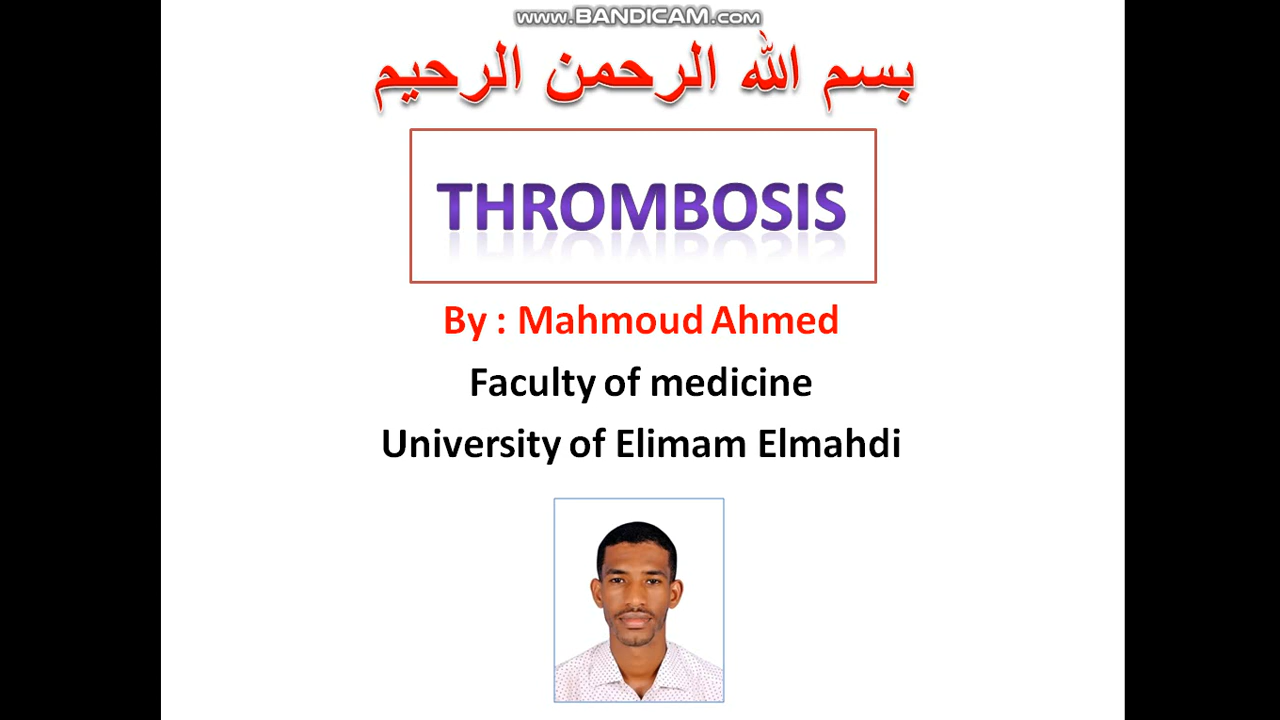 www.BANDICAM.com
بسم الله الرحمن الرحيم
THROMBOSIS
By : Mahmoud Ahmed
Faculty of medicine
University of Elimam Elmahdi